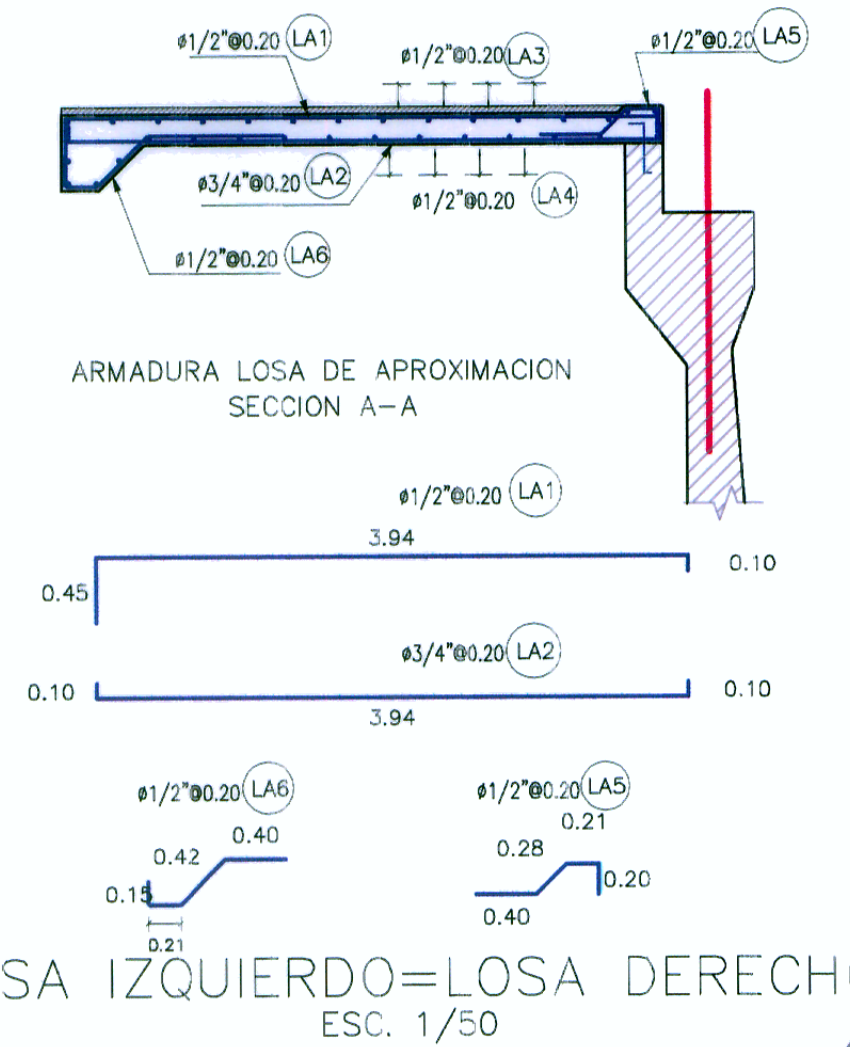 ø1/2"@0.20 LA1
ø1/2"@0.20 LA3
ø1/2"@0.20 LA5
ø3/4"@0.20 LA2
ø1/2"@0.20 LA4
ø1/2"@0.20 LA6
ARMADURA LOSA DE APROXIMACION
SECCION A-A
ø1/2"@0.20 LA1
3.94
0.45
0.10
ø3/4"@0.20 LA2
0.10
0.10
3.94
ø1/2"@0.20 LA6
0.40
0.42
0.15
0.21
ø1/2"@0.20 LA5
0.21
0.28
0.20
0.40
SA IZQUIERDO=LOSA DERECH
ESC. 1/50